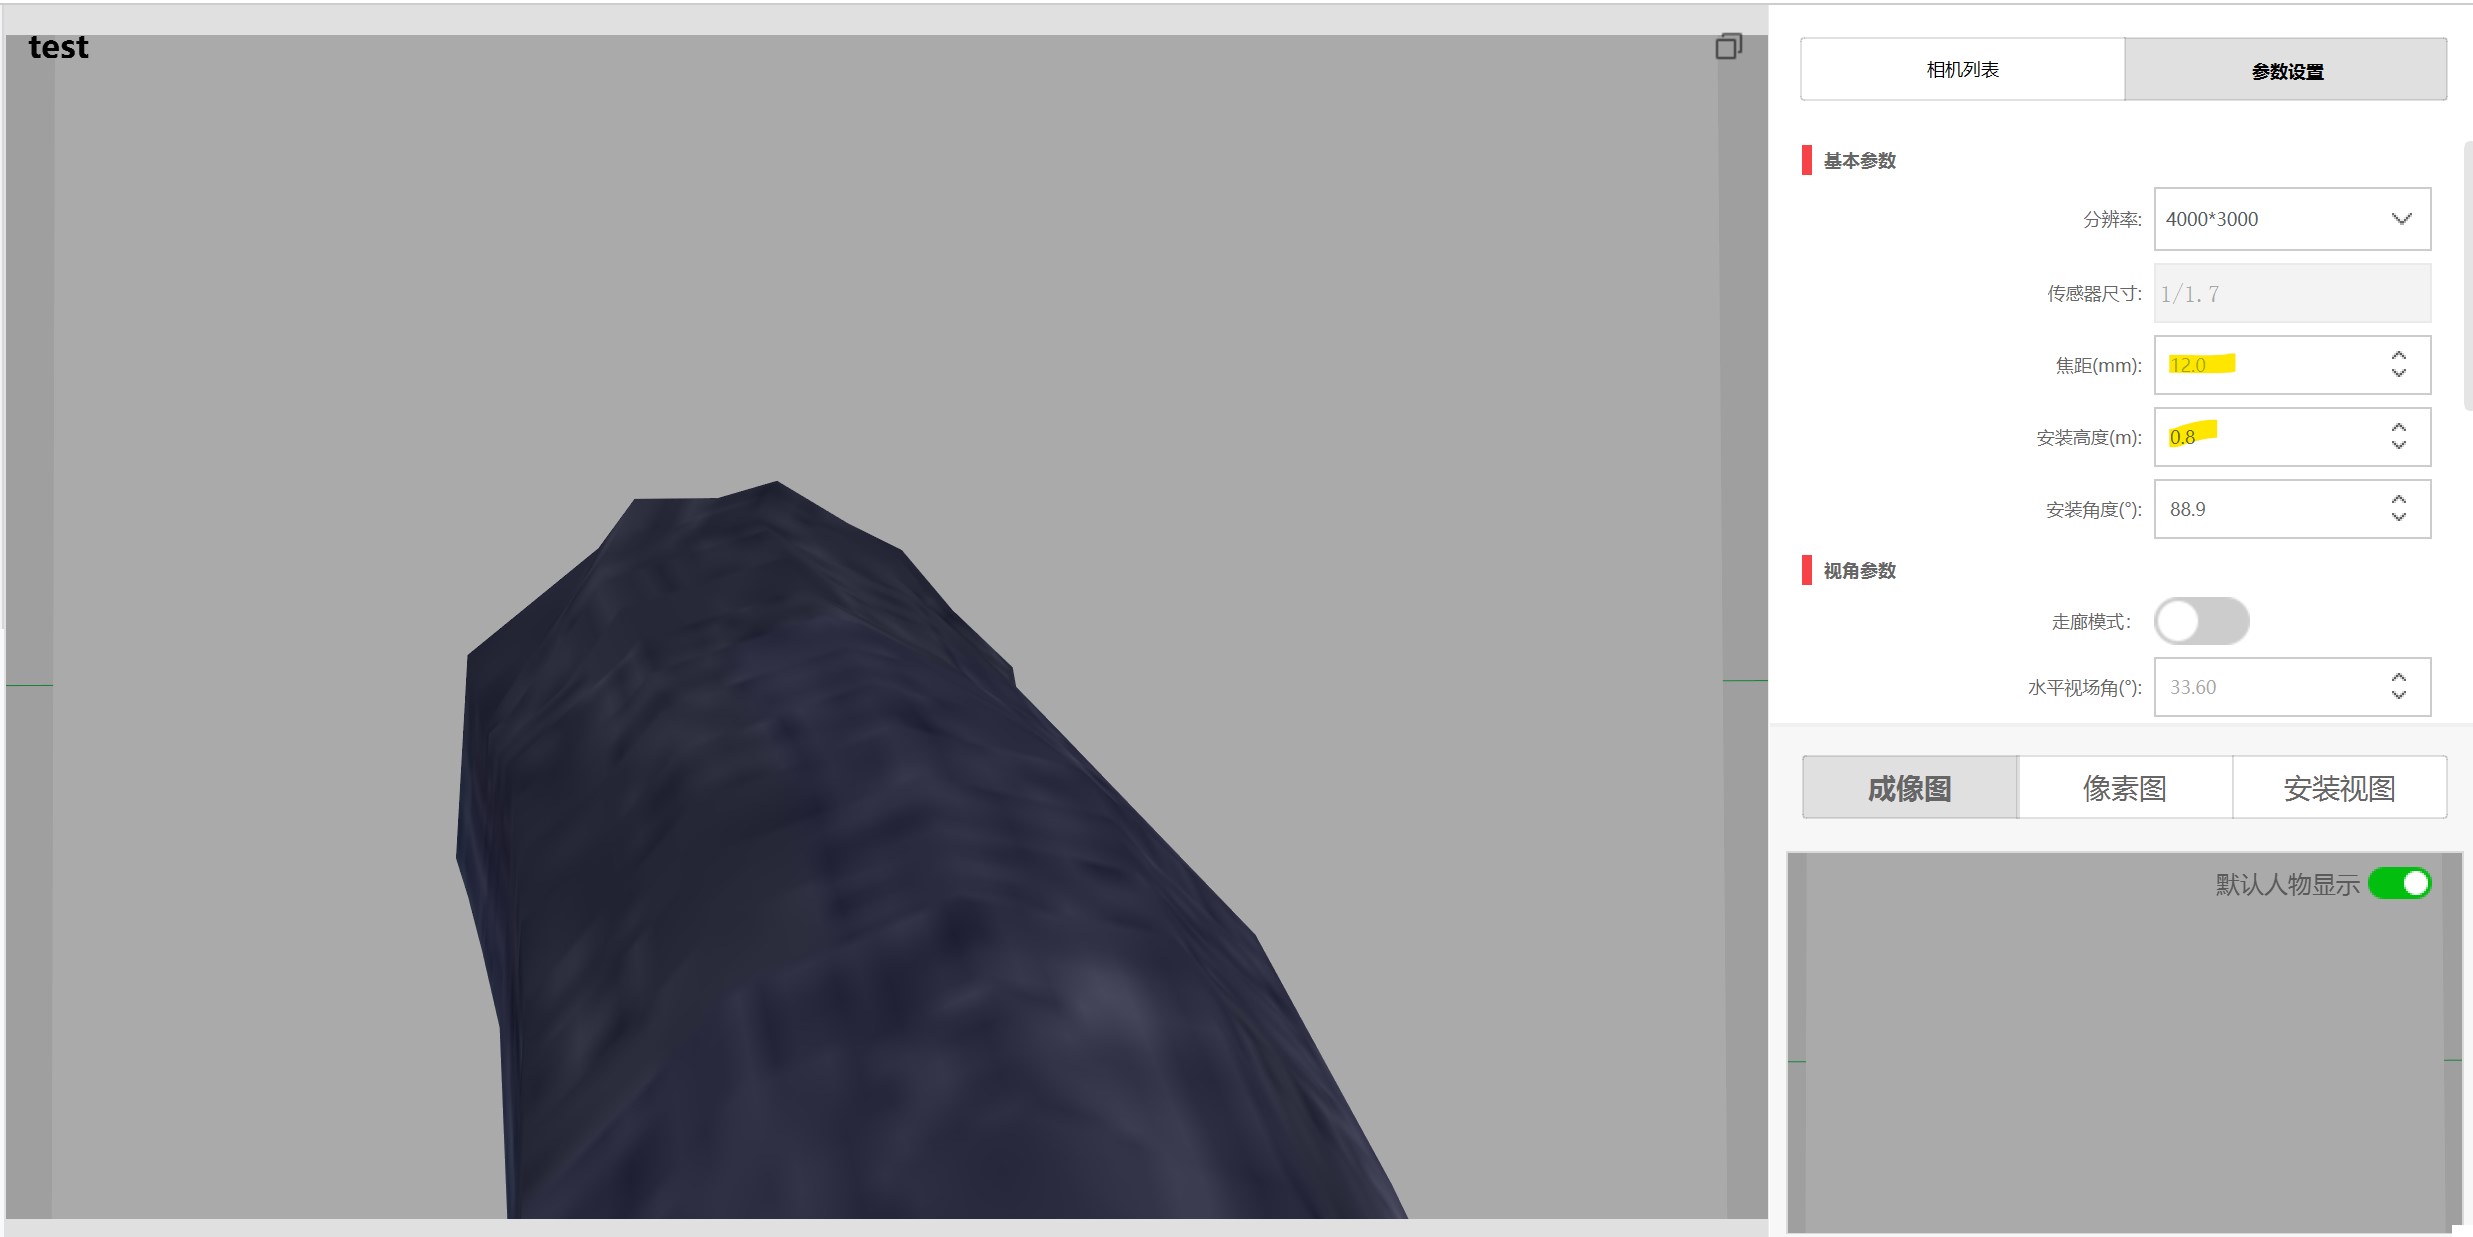 test
相机列表
参数设置
基本参数
分辨率: 4000*3000
传感器尺寸: 1/1.7
焦距(mm): 12.0
安装高度(m): 0.8
安装角度(°): 88.9
视角参数
走廊模式:
水平视场角(°): 33.60
成像图
像素图
安装视图
默认人物显示